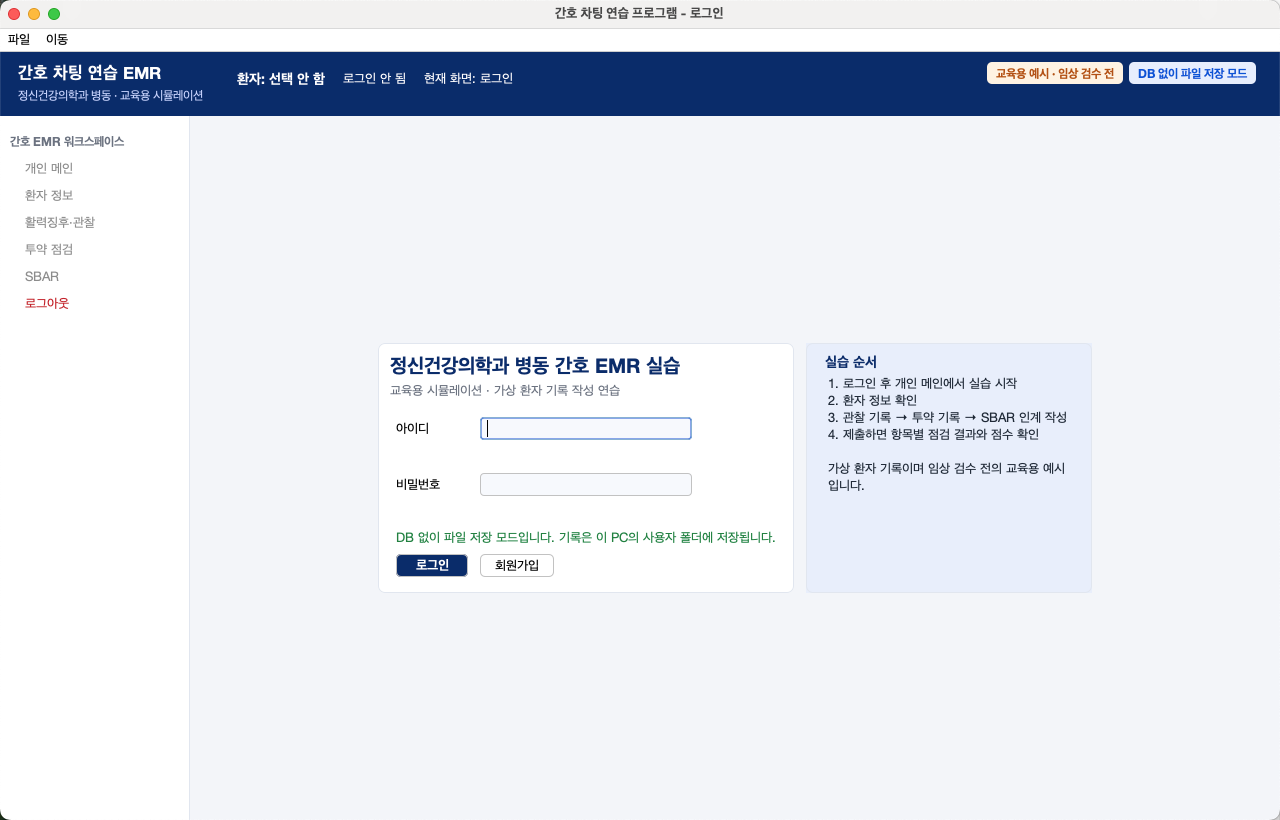 간호 차팅 연습 프로그램 - 로그인
파일 이동
간호 차팅 연습 EMR
정신건강의학과 병동 · 교육용 시뮬레이션
환자: 선택 안 함 로그인 안 됨 현재 화면: 로그인
교육용 예시 · 임상 검수 전 DB 없이 파일 저장 모드
간호 EMR 워크스페이스
개인 메인
환자 정보
활력징후·관찰
투약 점검
SBAR
로그아웃
정신건강의학과 병동 간호 EMR 실습
교육용 시뮬레이션 · 가상 환자 기록 작성 연습
아이디
비밀번호
DB 없이 파일 저장 모드입니다. 기록은 이 PC의 사용자 폴더에 저장됩니다.
로그인 회원가입
실습 순서
1. 로그인 후 개인 메인에서 실습 시작
2. 환자 정보 확인
3. 관찰 기록 → 투약 기록 → SBAR 인계 작성
4. 제출하면 항목별 점검 결과와 점수 확인
가상 환자 기록이며 임상 검수 전의 교육용 예시
입니다.